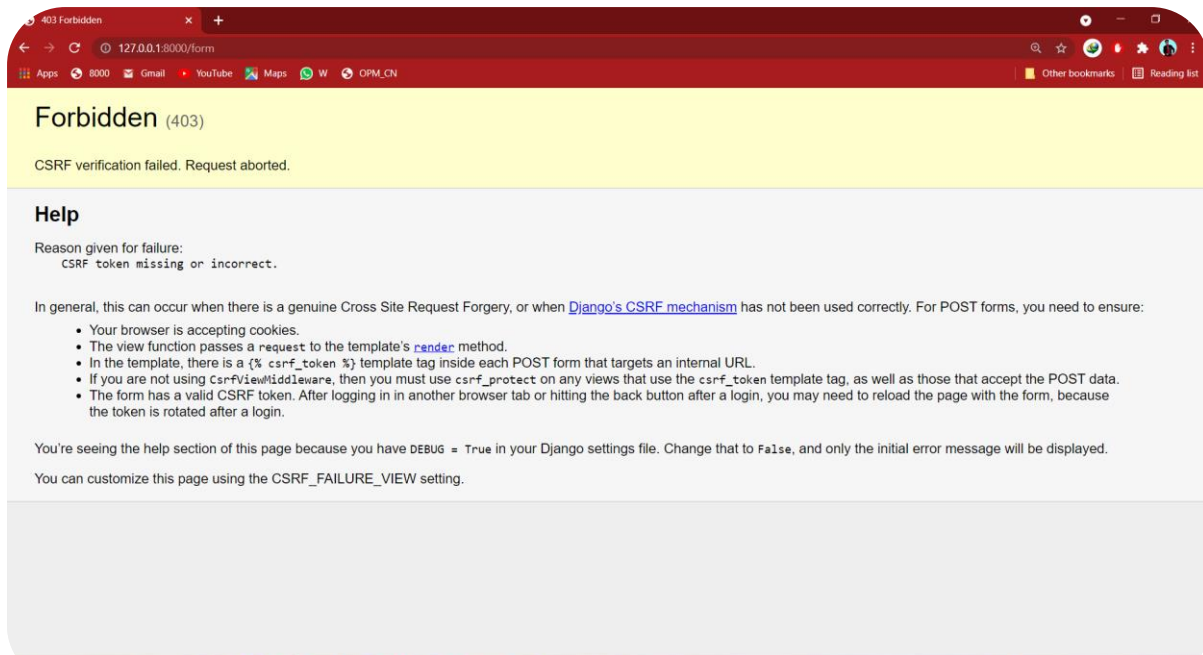 403 Forbidden
127.0.0.1:8000/form
Apps 8000 Gmail YouTube Maps W OPM_CN Other bookmarks Reading list
Forbidden (403)
CSRF verification failed. Request aborted.
Help
Reason given for failure:
CSRF token missing or incorrect.
In general, this can occur when there is a genuine Cross Site Request Forgery, or when Django's CSRF mechanism has not been used correctly. For POST forms, you need to ensure:
• Your browser is accepting cookies.
• The view function passes a request to the template's render method.
• In the template, there is a {% csrf_token %} template tag inside each POST form that targets an internal URL.
• If you are not using CsrfViewMiddleware, then you must use csrf_protect on any views that use the csrf_token template tag, as well as those that accept the POST data.
• The form has a valid CSRF token. After logging in in another browser tab or hitting the back button after a login, you may need to reload the page with the form, because
the token is rotated after a login.
You're seeing the help section of this page because you have DEBUG = True in your Django settings file. Change that to False, and only the initial error message will be displayed.
You can customize this page using the CSRF_FAILURE_VIEW setting.